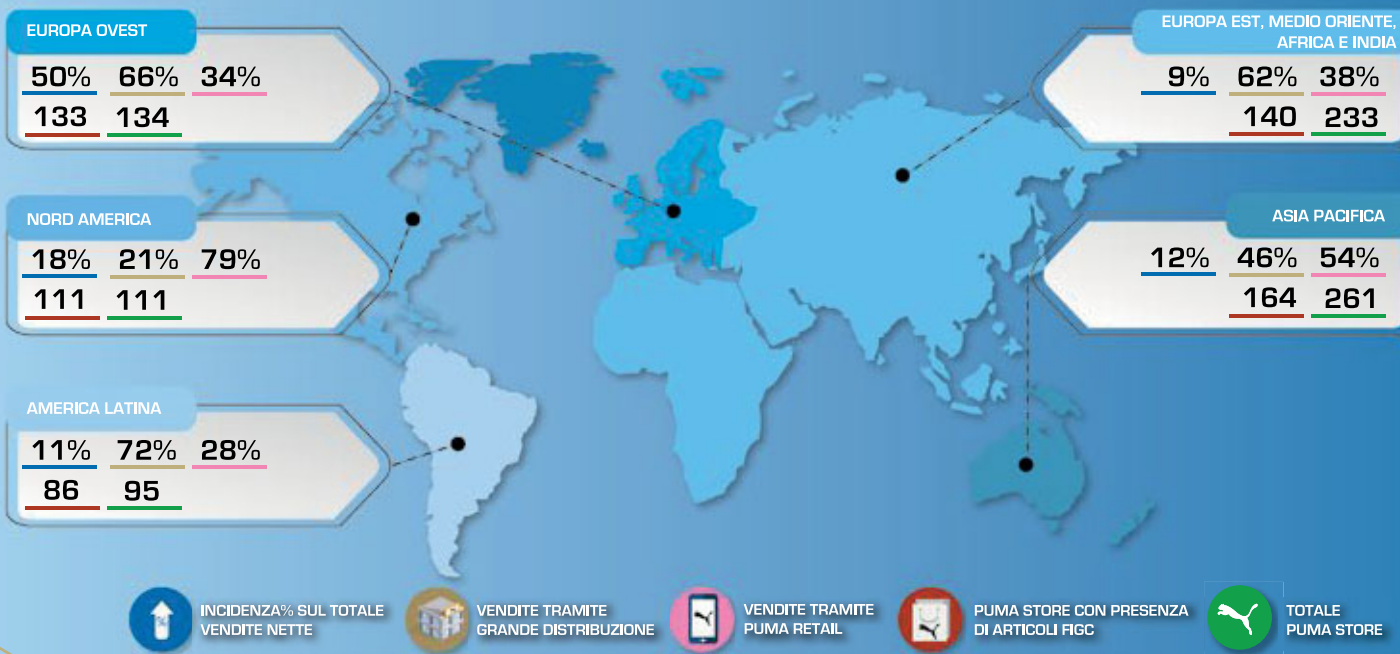 EUROPA OVEST
50% 66% 34%
133 134
NORD AMERICA
18% 21% 79%
111 111
AMERICA LATINA
11% 72% 28%
86 95
EUROPA EST, MEDIO ORIENTE,
AFRICA E INDIA
9% 62% 38%
140 233
ASIA PACIFICA
12% 46% 54%
164 261
%
INCIDENZA% SUL TOTALE
VENDITE NETTE
VENDITE TRAMITE
GRANDE DISTRIBUZIONE
VENDITE TRAMITE
PUMA RETAIL
PUMA STORE CON PRESENZA
DI ARTICOLI FIGC
TOTALE
PUMA STORE